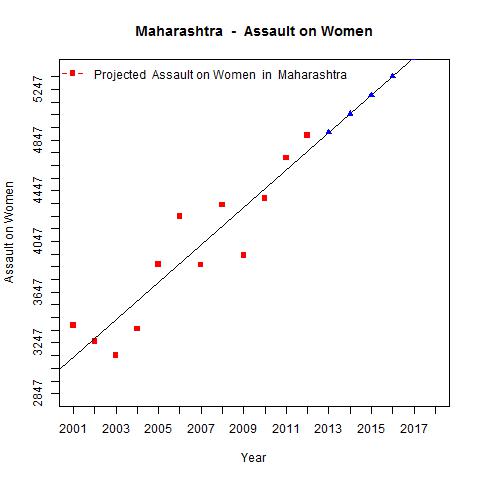 Maharashtra - Assault on Women
Projected Assault on Women in Maharashtra
Assault on Women
5247
4847
4447
4047
3647
3247
2847
2001 2003 2005 2007 2009 2011 2013 2015 2017
Year